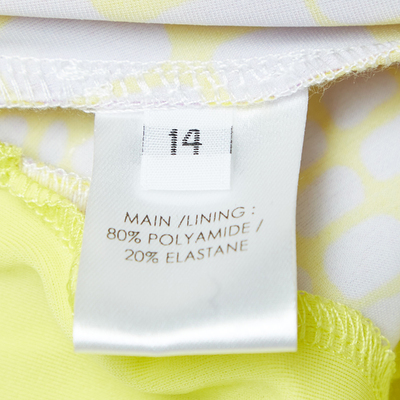 14
MAIN /LINING :
80% POLYAMIDE /
20% ELASTANE